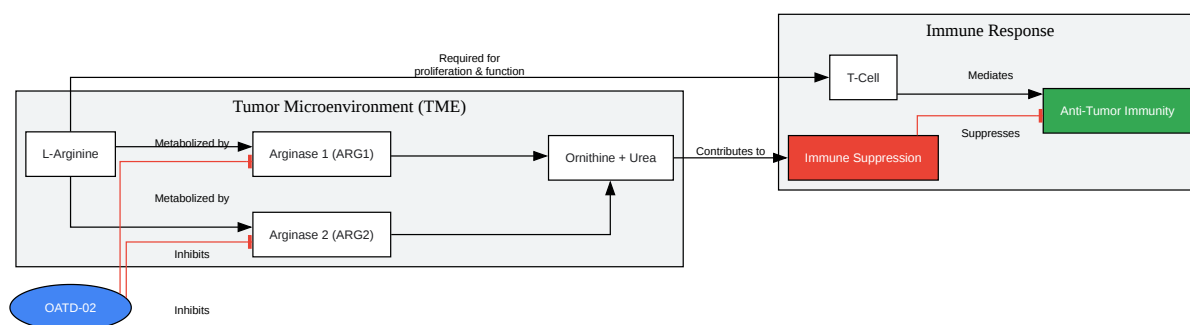 Immune Response
Required for
proliferation & function
T-Cell
Mediates
Anti-Tumor Immunity
Suppresses
Immune Suppression
Contributes to
Tumor Microenvironment (TME)
L-Arginine
Metabolized by
Arginase 1 (ARG1)
Ornithine + Urea
Metabolized by
Arginase 2 (ARG2)
Inhibits
OATD-02
Inhibits